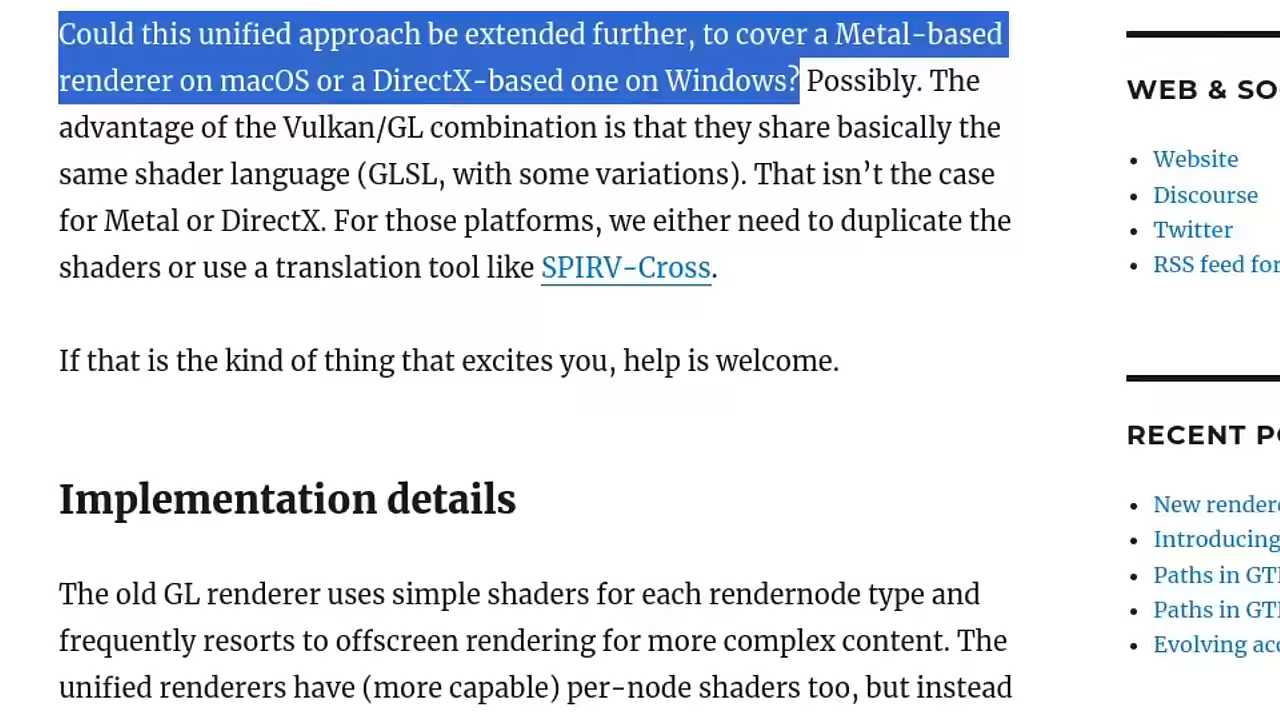 Could this unified approach be extended further, to cover a Metal-based
renderer on macOS or a DirectX-based one on Windows? Possibly. The
advantage of the Vulkan/GL combination is that they share basically the
same shader language (GLSL, with some variations). That isn’t the case
for Metal or DirectX. For those platforms, we either need to duplicate the
shaders or use a translation tool like SPIRV-Cross.
If that is the kind of thing that excites you, help is welcome.
Implementation details
The old GL renderer uses simple shaders for each rendernode type and
frequently resorts to offscreen rendering for more complex content. The
unified renderers have (more capable) per-node shaders too, but instead
WEB & SO
• Website
• Discourse
• Twitter
• RSS feed for
RECENT P
• New render
• Introducing
• Paths in GT
• Paths in GT
• Evolving acc